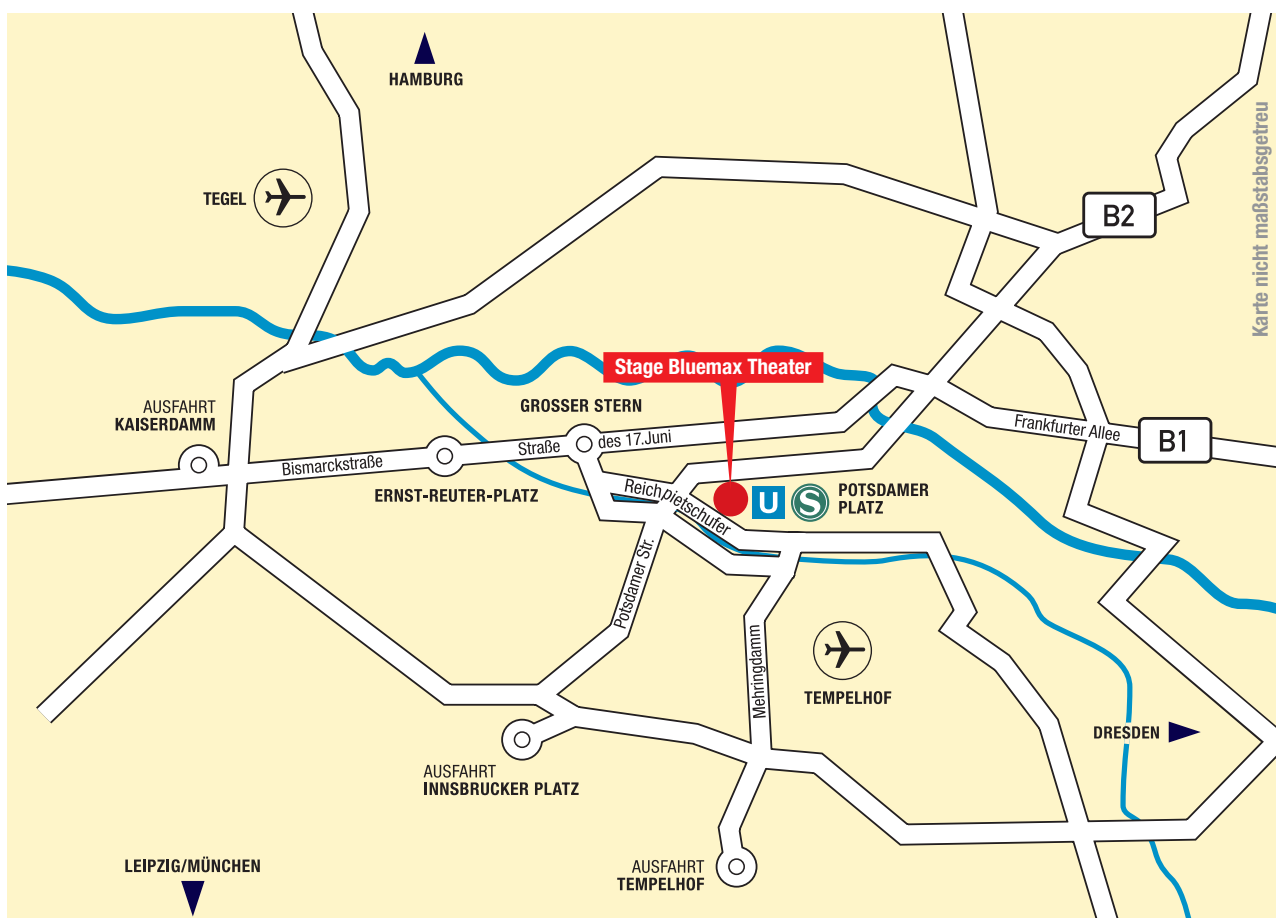 HAMBURG
Karte nicht maßstabsgetreu
TEGEL
B2
Stage Bluemax Theater
AUSFAHRT
KAISERDAMM
GROSSER STERN
Bismarckstraße
Straße
des 17.Juni
Frankfurter Allee
B1
ERNST-REUTER-PLATZ
Reichpietschufer
U
S
POTSDAMER
PLATZ
Potsdamer Str.
Mehringdamm
TEMPELHOF
DRESDEN
AUSFAHRT
INNSBRUCKER PLATZ
LEIPZIG/MÜNCHEN
AUSFAHRT
TEMPELHOF